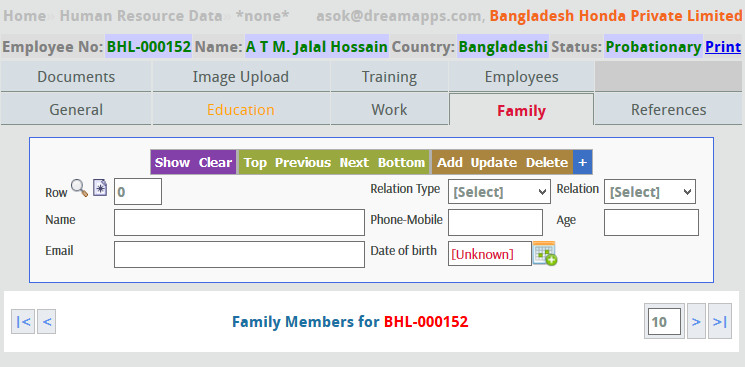 Home Human Resource Data *none* asok@dreamapps.com, Bangladesh Honda Private Limited
Employee No: BHL-000152 Name: A T M. Jalal Hossain Country: Bangladeshi Status: Probationary Print
Documents Image Upload Training Employees
General Education Work Family References
Show Clear Top Previous Next Bottom Add Update Delete +
Row 0 Relation Type [Select] Relation [Select]
Name Phone-Mobile Age
Email Date of birth [Unknown]
|< < Family Members for BHL-000152 10 > >|